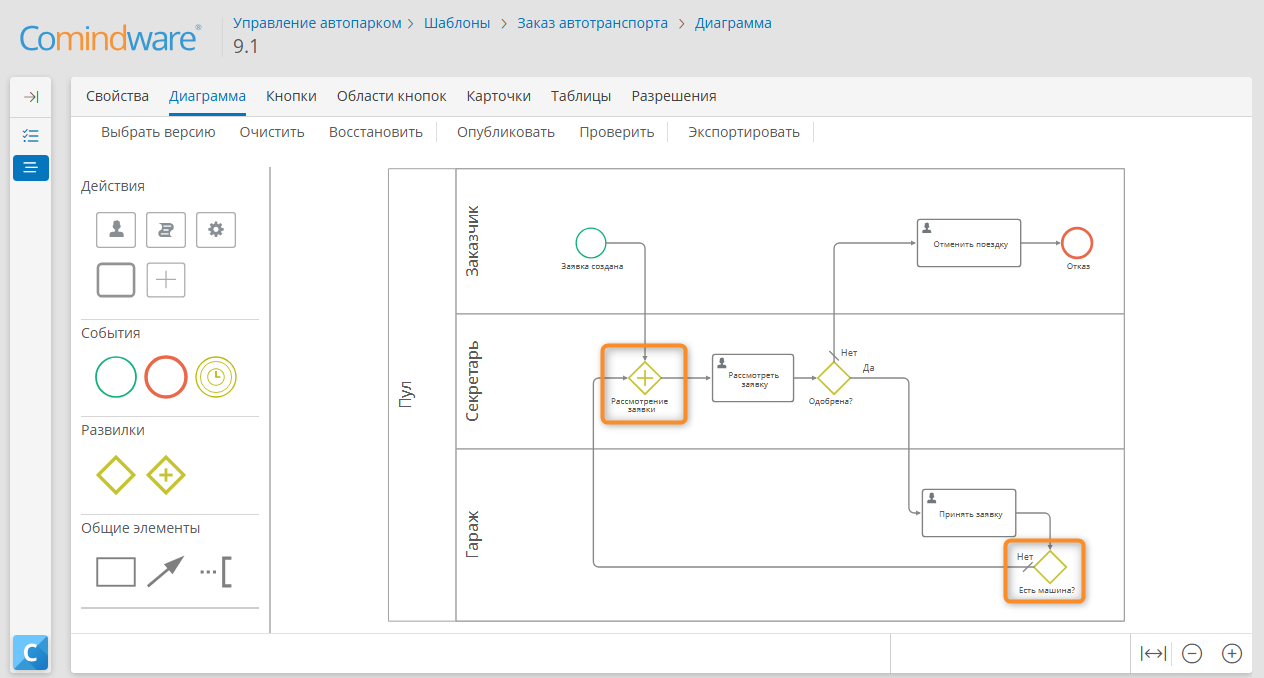 Comindware®
Управление автопарком > Шаблоны > Заказ автотранспорта > Диаграмма
9.1
Свойства Диаграмма Кнопки Области кнопок Карточки Таблицы Разрешения
Выбрать версию Очистить Восстановить Опубликовать Проверить Экспортировать
Действия
События
Развилки
Общие элементы
Пул
Заказчик
Заявка создана
Отменить поездку
Отказ
Секретарь
Рассмотрение
заявки
Рассмотреть
заявку
Одобрена?
Нет
Да
Гараж
Принять заявку
Нет
Есть машина?
C